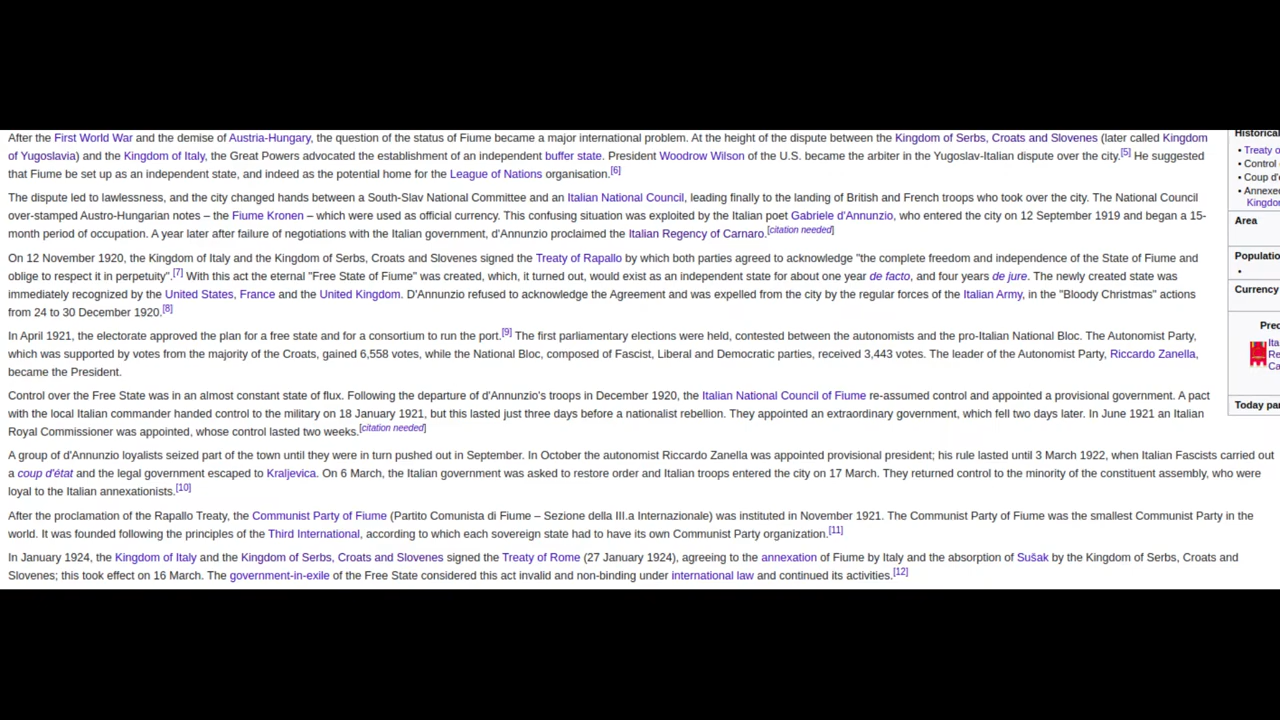 After the First World War and the demise of Austria-Hungary, the question of the status of Fiume became a major international problem. At the height of the dispute between the Kingdom of Serbs, Croats and Slovenes (later called Kingdom
of Yugoslavia) and the Kingdom of Italy, the Great Powers advocated the establishment of an independent buffer state. President Woodrow Wilson of the U.S. became the arbiter in the Yugoslav-Italian dispute over the city.[5] He suggested
that Fiume be set up as an independent state, and indeed as the potential home for the League of Nations organisation.[6]
The dispute led to lawlessness, and the city changed hands between a South-Slav National Committee and an Italian National Council, leading finally to the landing of British and French troops who took over the city. The National Council
over-stamped Austro-Hungarian notes – the Fiume Kronen – which were used as official currency. This confusing situation was exploited by the Italian poet Gabriele d'Annunzio, who entered the city on 12 September 1919 and began a 15-
month period of occupation. A year later after failure of negotiations with the Italian government, d'Annunzio proclaimed the Italian Regency of Carnaro.[citation needed]
On 12 November 1920, the Kingdom of Italy and the Kingdom of Serbs, Croats and Slovenes signed the Treaty of Rapallo by which both parties agreed to acknowledge "the complete freedom and independence of the State of Fiume and
oblige to respect it in perpetuity".[7] With this act the eternal "Free State of Fiume" was created, which, it turned out, would exist as an independent state for about one year de facto, and four years de jure. The newly created state was
immediately recognized by the United States, France and the United Kingdom. D'Annunzio refused to acknowledge the Agreement and was expelled from the city by the regular forces of the Italian Army, in the "Bloody Christmas" actions
from 24 to 30 December 1920.[8]
In April 1921, the electorate approved the plan for a free state and for a consortium to run the port.[9] The first parliamentary elections were held, contested between the autonomists and the pro-Italian National Bloc. The Autonomist Party,
which was supported by votes from the majority of the Croats, gained 6,558 votes, while the National Bloc, composed of Fascist, Liberal and Democratic parties, received 3,443 votes. The leader of the Autonomist Party, Riccardo Zanella,
became the President.
Control over the Free State was in an almost constant state of flux. Following the departure of d'Annunzio's troops in December 1920, the Italian National Council of Fiume re-assumed control and appointed a provisional government. A pact
with the local Italian commander handed control to the military on 18 January 1921, but this lasted just three days before a nationalist rebellion. They appointed an extraordinary government, which fell two days later. In June 1921 an Italian
Royal Commissioner was appointed, whose control lasted two weeks.[citation needed]
A group of d'Annunzio loyalists seized part of the town until they were in turn pushed out in September. In October the autonomist Riccardo Zanella was appointed provisional president; his rule lasted until 3 March 1922, when Italian Fascists carried out
a coup d'état and the legal government escaped to Kraljevica. On 6 March, the Italian government was asked to restore order and Italian troops entered the city on 17 March. They returned control to the minority of the constituent assembly, who were
loyal to the Italian annexationists.[10]
After the proclamation of the Rapallo Treaty, the Communist Party of Fiume (Partito Comunista di Fiume – Sezione della III.a Internazionale) was instituted in November 1921. The Communist Party of Fiume was the smallest Communist Party in the
world. It was founded following the principles of the Third International, according to which each sovereign state had to have its own Communist Party organization.[11]
In January 1924, the Kingdom of Italy and the Kingdom of Serbs, Croats and Slovenes signed the Treaty of Rome (27 January 1924), agreeing to the annexation of Fiume by Italy and the absorption of Sušak by the Kingdom of Serbs, Croats and
Slovenes; this took effect on 16 March. The government-in-exile of the Free State considered this act invalid and non-binding under international law and continued its activities.[12]
Historical
• Treaty o
• Control
• Coup d'
• Annexe
Kingdo
Area
Populatio
•
Currency
Prec
Ita
Re
Ca
Today par